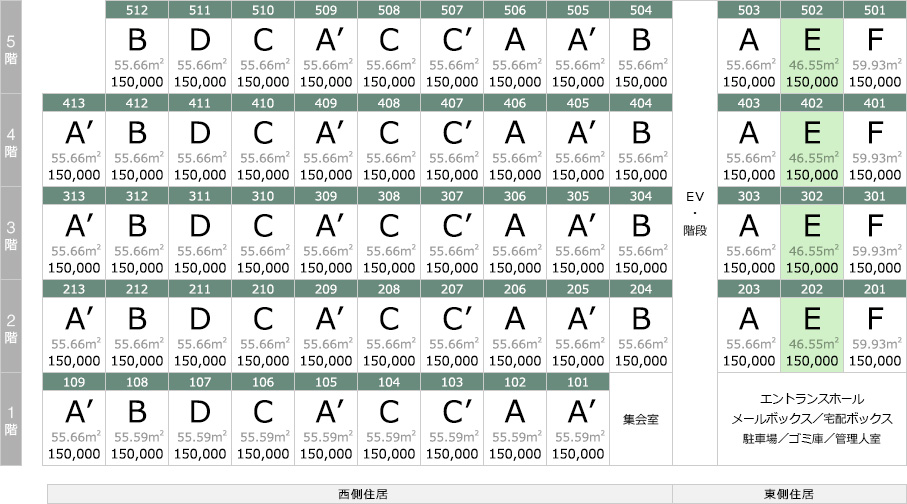 5階
512 511 510 509 508 507 506 505 504 503 502 501
B D C A′ C C′ A A′ B A E F
55.66m² 55.66m² 55.66m² 55.66m² 55.66m² 55.66m² 55.66m² 55.66m² 55.66m² 55.66m² 46.55m² 59.93m²
150,000 150,000 150,000 150,000 150,000 150,000 150,000 150,000 150,000 150,000 150,000 150,000
4階
413 412 411 410 409 408 407 406 405 404 403 402 401
A′ B D C A′ C C′ A A′ B A E F
55.66m² 55.66m² 55.66m² 55.66m² 55.66m² 55.66m² 55.66m² 55.66m² 55.66m² 55.66m² 55.66m² 46.55m² 59.93m²
150,000 150,000 150,000 150,000 150,000 150,000 150,000 150,000 150,000 150,000 150,000 150,000 150,000
3階
313 312 311 310 309 308 307 306 305 304 303 302 301
A′ B D C A′ C C′ A A′ B A E F
55.66m² 55.66m² 55.66m² 55.66m² 55.66m² 55.66m² 55.66m² 55.66m² 55.66m² 55.66m² 55.66m² 46.55m² 59.93m²
150,000 150,000 150,000 150,000 150,000 150,000 150,000 150,000 150,000 150,000 150,000 150,000 150,000
EV
・
階段
2階
213 212 211 210 209 208 207 206 205 204 203 202 201
A′ B D C A′ C C′ A A′ B A E F
55.66m² 55.66m² 55.66m² 55.66m² 55.66m² 55.66m² 55.66m² 55.66m² 55.66m² 55.66m² 55.66m² 46.55m² 59.93m²
150,000 150,000 150,000 150,000 150,000 150,000 150,000 150,000 150,000 150,000 150,000 150,000 150,000
1階
109 108 107 106 105 104 103 102 101
A′ B D C A′ C C′ A A′
55.66m² 55.59m² 55.59m² 55.59m² 55.59m² 55.59m² 55.59m² 55.59m² 55.59m²
150,000 150,000 150,000 150,000 150,000 150,000 150,000 150,000 150,000
集会室
エントランスホール
メールボックス／宅配ボックス
駐車場／ゴミ庫／管理人室
西側住居 東側住居